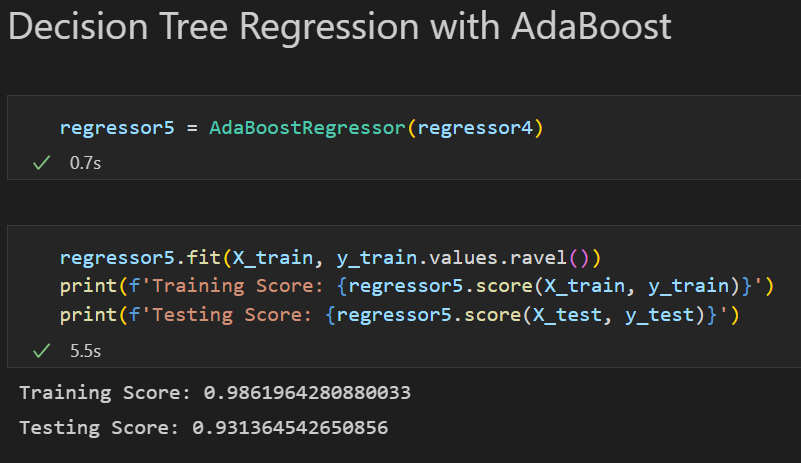 Decision Tree Regression with AdaBoost
regressor5 = AdaBoostRegressor(regressor4)
0.7s
regressor5.fit(X_train, y_train.values.ravel())
print(f'Training Score: {regressor5.score(X_train, y_train)}')
print(f'Testing Score: {regressor5.score(X_test, y_test)}')
5.5s
Training Score: 0.9861964280880033
Testing Score: 0.931364542650856